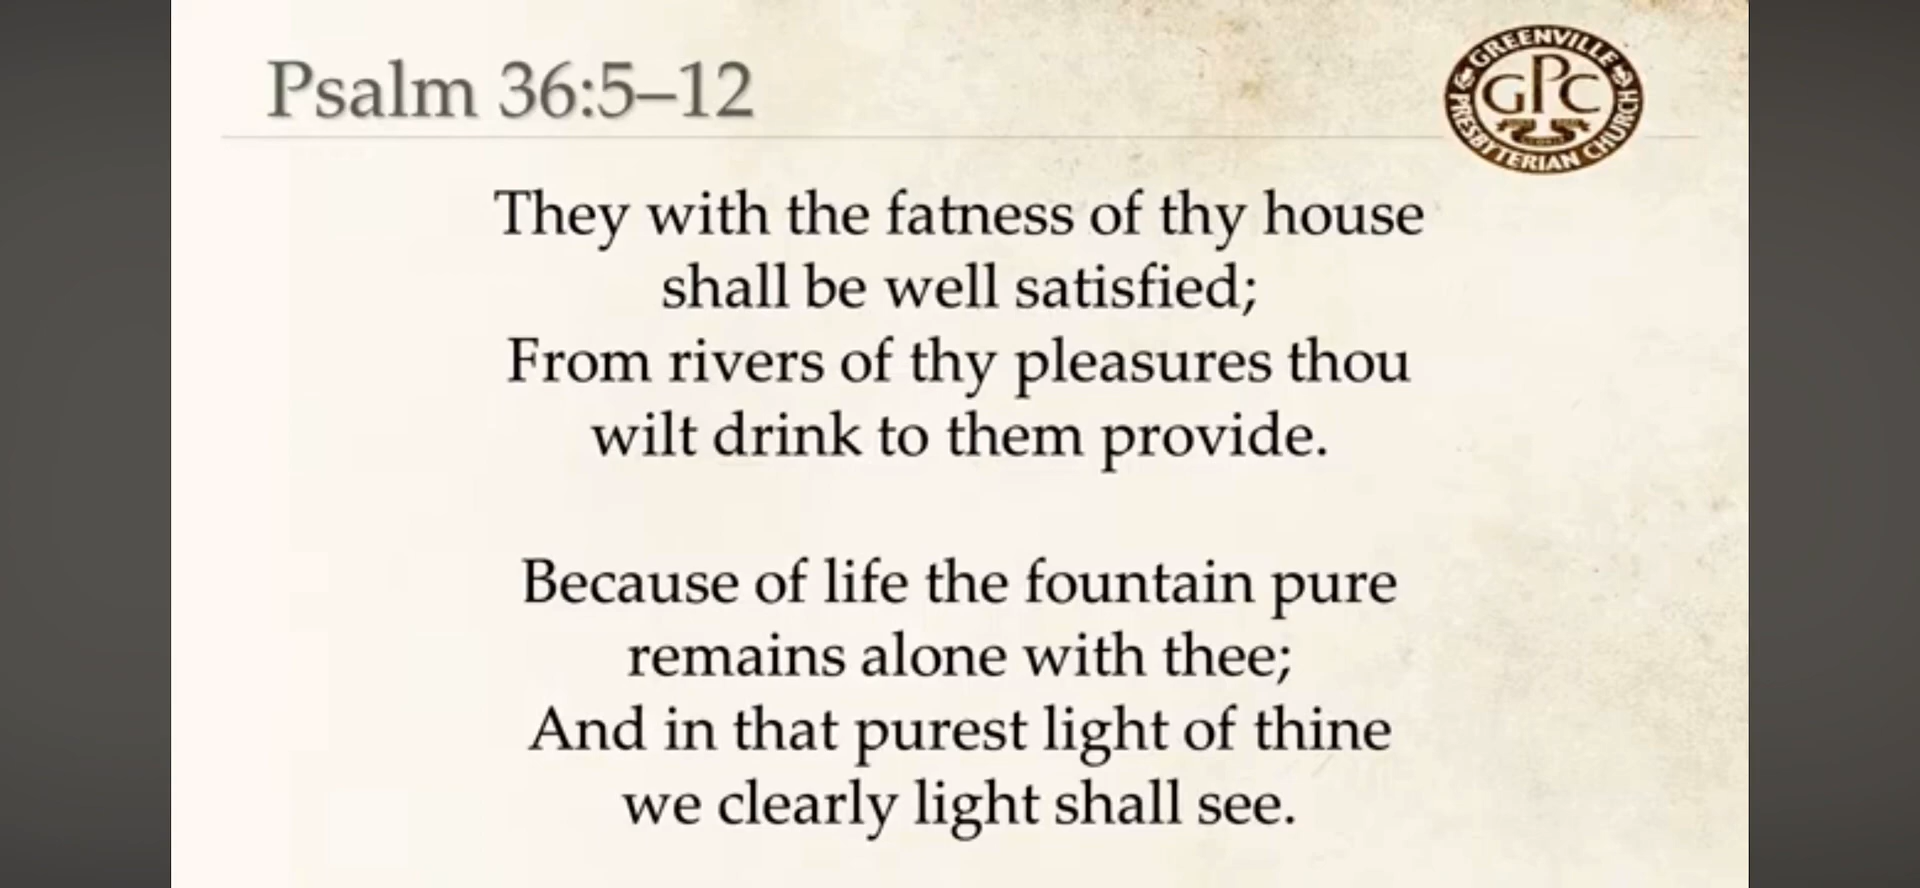 Psalm 36:5–12
GREENVILLE
GPC
PRESBYTERIAN CHURCH
They with the fatness of thy house
shall be well satisfied;
From rivers of thy pleasures thou
wilt drink to them provide.
Because of life the fountain pure
remains alone with thee;
And in that purest light of thine
we clearly light shall see.